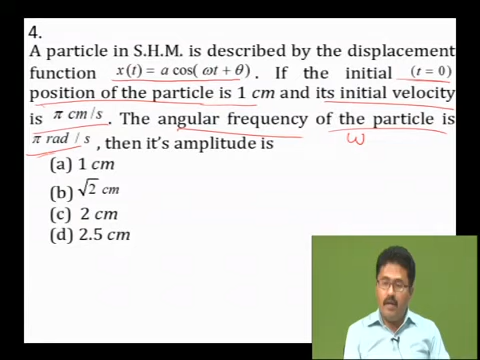 4.
A particle in S.H.M. is described by the displacement
function x(t) = a cos(ωt + θ) . If the initial (t = 0)
position of the particle is 1 cm and its initial velocity
is π cm/s . The angular frequency of the particle is
π rad / s , then it's amplitude is
ω
(a) 1 cm
(b) √2 cm
(c) 2 cm
(d) 2.5 cm